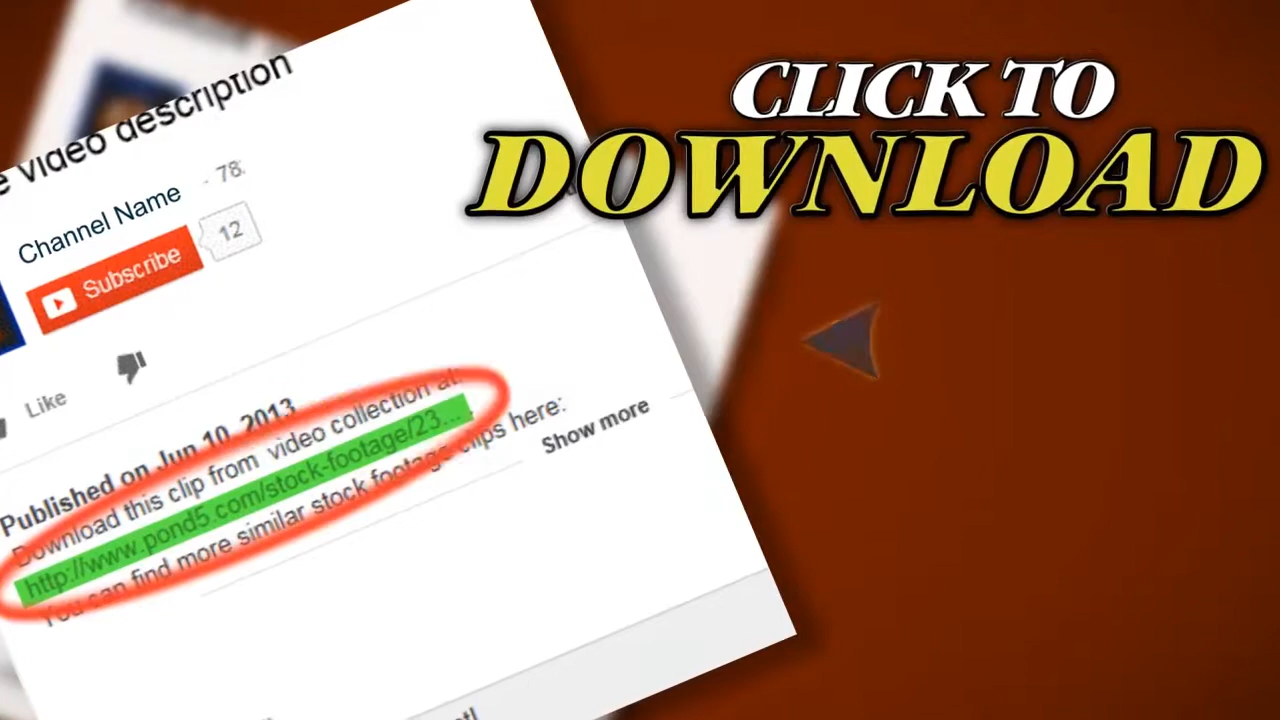 CLICK TO
DOWNLOAD
e video description
Channel Name
Subscribe
12
Like
Published on Jun 10, 2013
Download this clip from video collection at:
http://www.pond5.com/stock-footage/23...
You can find more similar stock footage clips here:
Show more